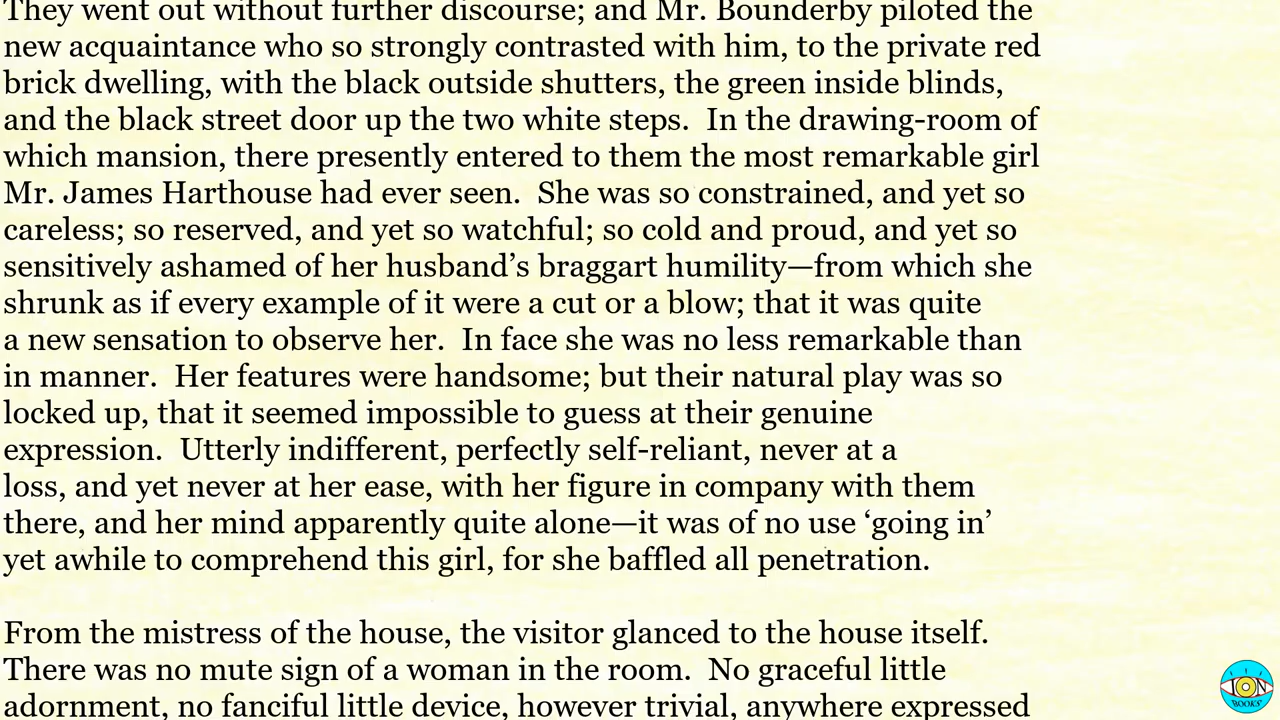 They went out without further discourse; and Mr. Bounderby piloted the
new acquaintance who so strongly contrasted with him, to the private red
brick dwelling, with the black outside shutters, the green inside blinds,
and the black street door up the two white steps.  In the drawing-room of
which mansion, there presently entered to them the most remarkable girl
Mr. James Harthouse had ever seen.  She was so constrained, and yet so
careless; so reserved, and yet so watchful; so cold and proud, and yet so
sensitively ashamed of her husband’s braggart humility—from which she
shrunk as if every example of it were a cut or a blow; that it was quite
a new sensation to observe her.  In face she was no less remarkable than
in manner.  Her features were handsome; but their natural play was so
locked up, that it seemed impossible to guess at their genuine
expression.  Utterly indifferent, perfectly self-reliant, never at a
loss, and yet never at her ease, with her figure in company with them
there, and her mind apparently quite alone—it was of no use ‘going in’
yet awhile to comprehend this girl, for she baffled all penetration.
From the mistress of the house, the visitor glanced to the house itself.
There was no mute sign of a woman in the room.  No graceful little
adornment, no fanciful little device, however trivial, anywhere expressed
ION
BOOKS